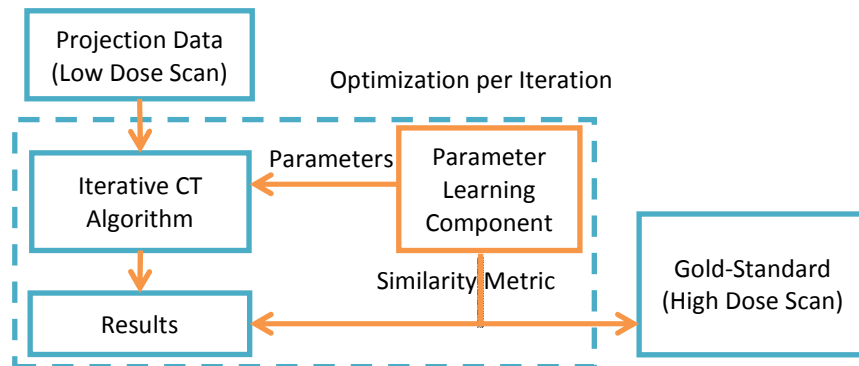 Projection Data
(Low Dose Scan)
Optimization per Iteration
Iterative CT
Algorithm
Parameters
Parameter
Learning
Component
Similarity Metric
Results
Gold-Standard
(High Dose Scan)